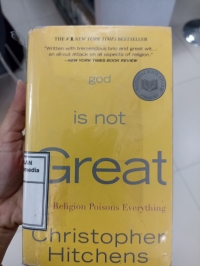 THE #1 NEW YORK TIMES BESTSELLER
"Written with tremendous brio and great wit...
an all-out attack on all aspects of religion."
—NEW YORK TIMES BOOK REVIEW
god
is not
Great
Religion Poisons Everything
Christopher
Hitchens